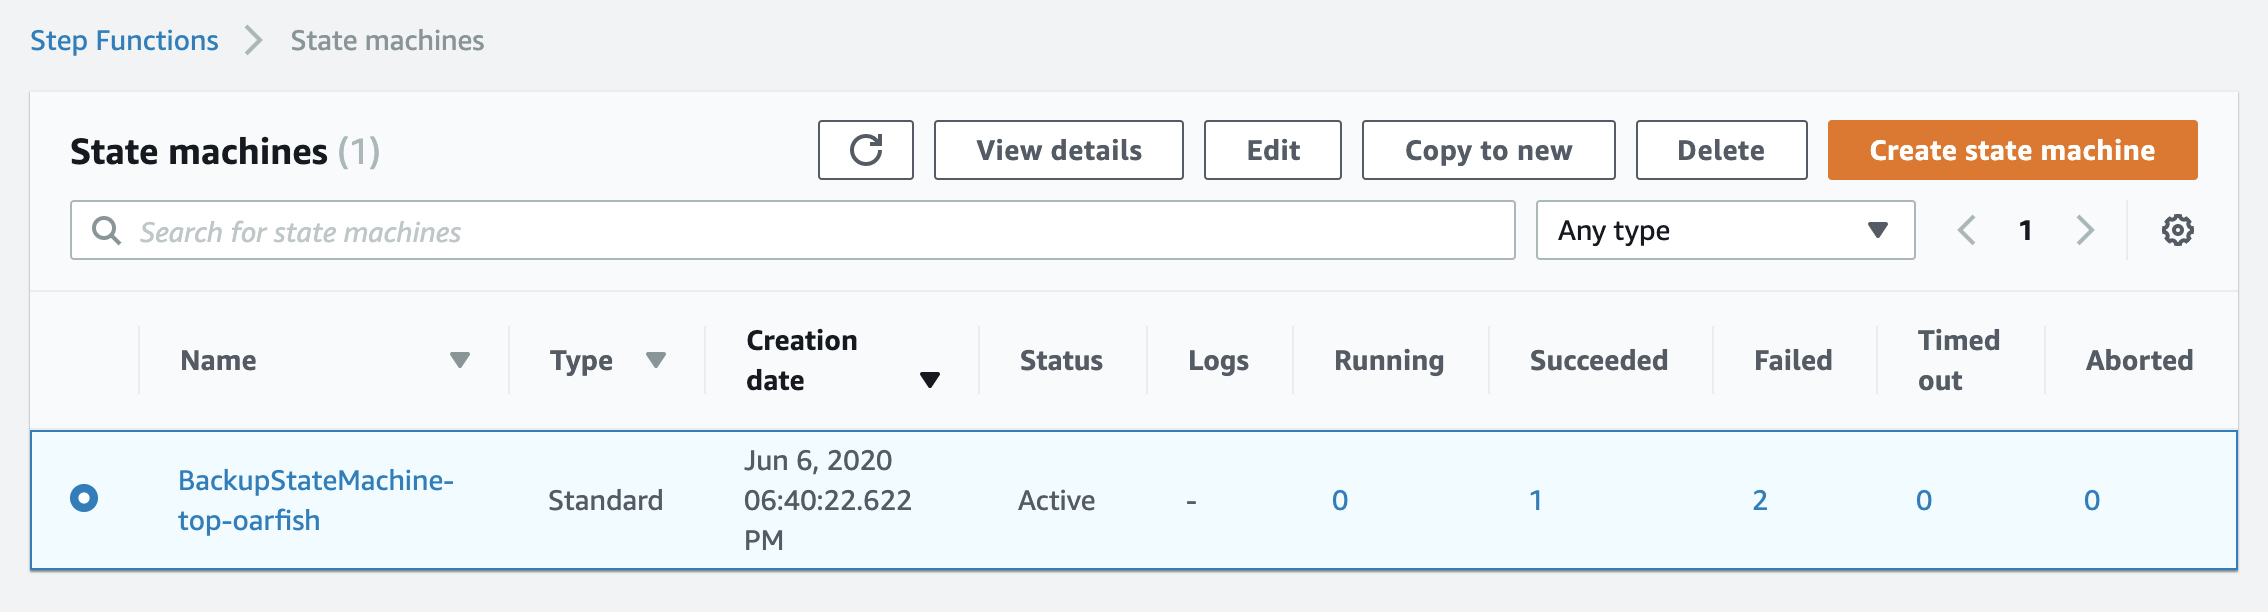 Step Functions State machines
State machines (1)
View details
Edit
Copy to new
Delete
Create state machine
Search for state machines
Any type
1
Name
Type
Creation
date
Status
Logs
Running
Succeeded
Failed
Timed
out
Aborted
BackupStateMachine-
top-oarfish
Standard
Jun 6, 2020
06:40:22.622
PM
Active
-
0
1
2
0
0